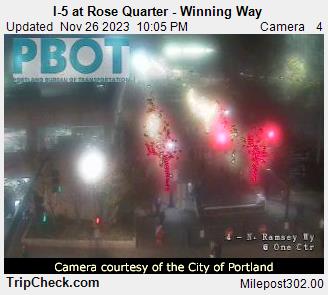 I-5 at Rose Quarter - Winning Way
Updated Nov 26 2023 10:05 PM Camera 4
PBOT
PORTLAND BUREAU OF TRANSPORTATION
4 - N. Ramsey Wy
@ One Ctr
Camera courtesy of the City of Portland
TripCheck.com Milepost302.00